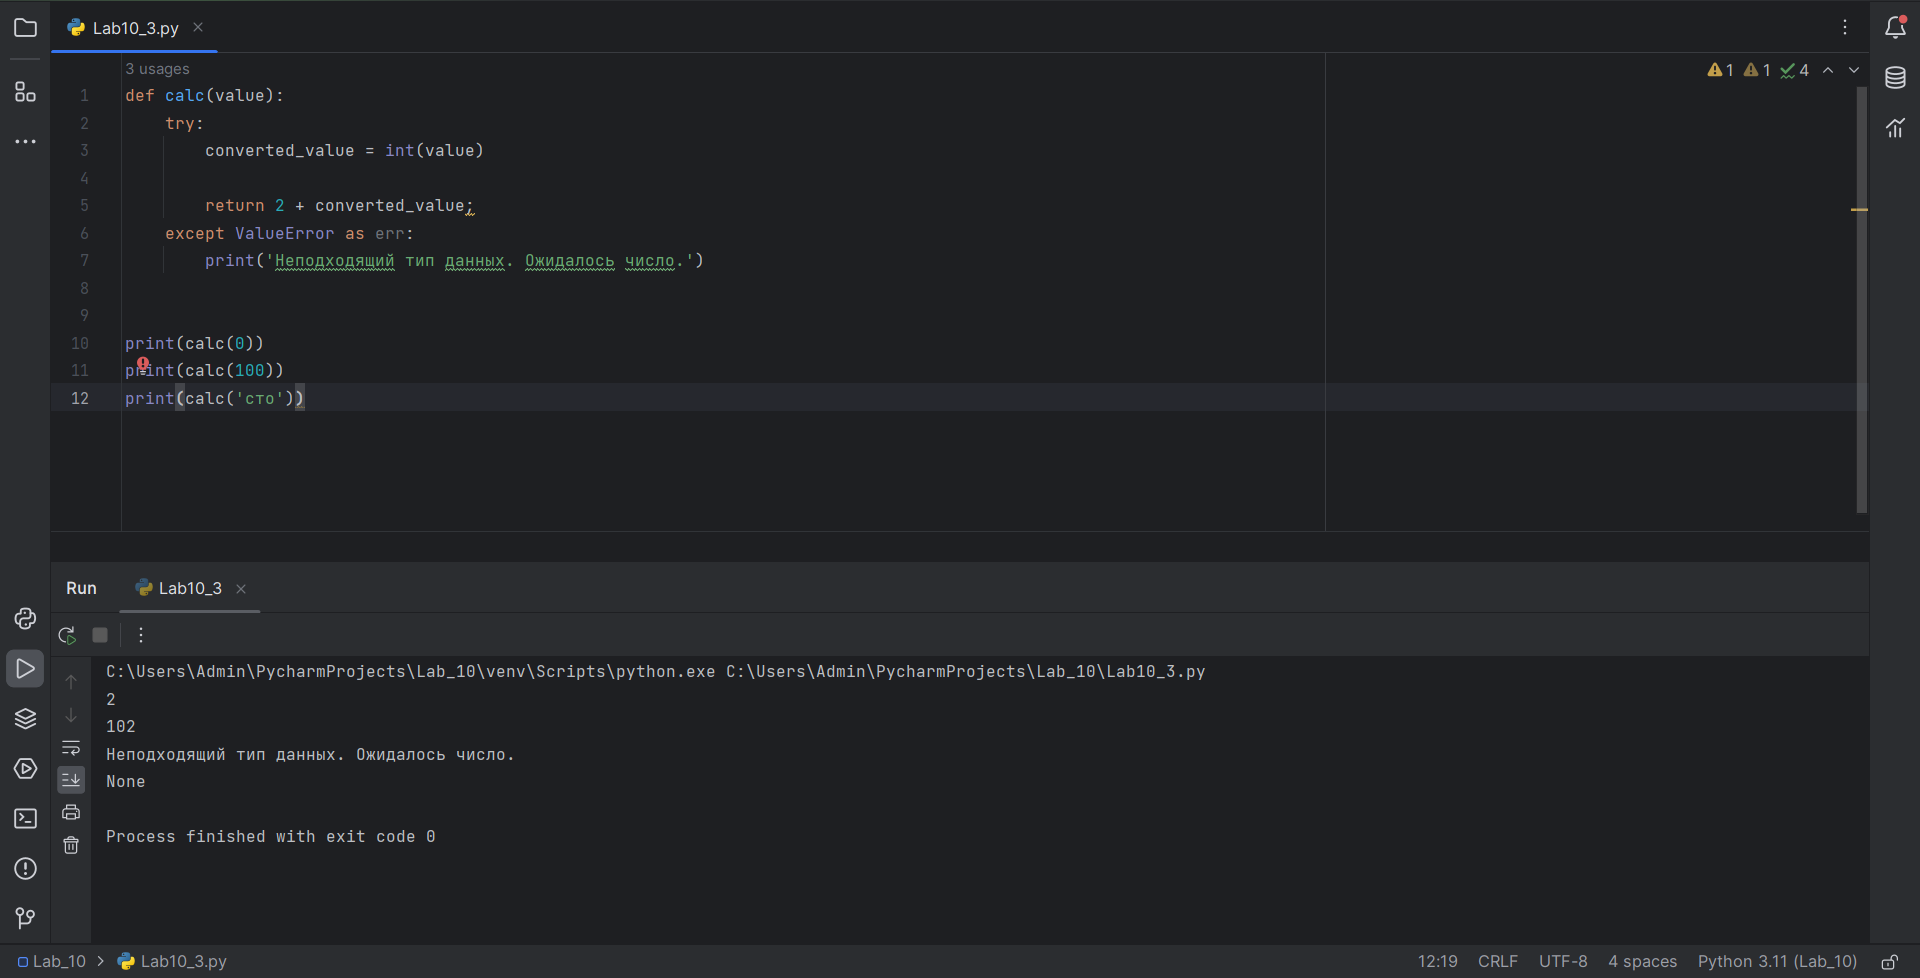 Lab10_3.py
3 usages
1 1 4
1 def calc(value):
2     try:
3         converted_value = int(value)
4
5         return 2 + converted_value;
6     except ValueError as err:
7         print('Неподходящий тип данных. Ожидалось число.')
8
9
10 print(calc(0))
11 print(calc(100))
12 print(calc('сто'))
Run Lab10_3
C:\Users\Admin\PycharmProjects\Lab_10\venv\Scripts\python.exe C:\Users\Admin\PycharmProjects\Lab_10\Lab10_3.py
2
102
Неподходящий тип данных. Ожидалось число.
None
Process finished with exit code 0
Lab_10 > Lab10_3.py 12:19 CRLF UTF-8 4 spaces Python 3.11 (Lab_10)